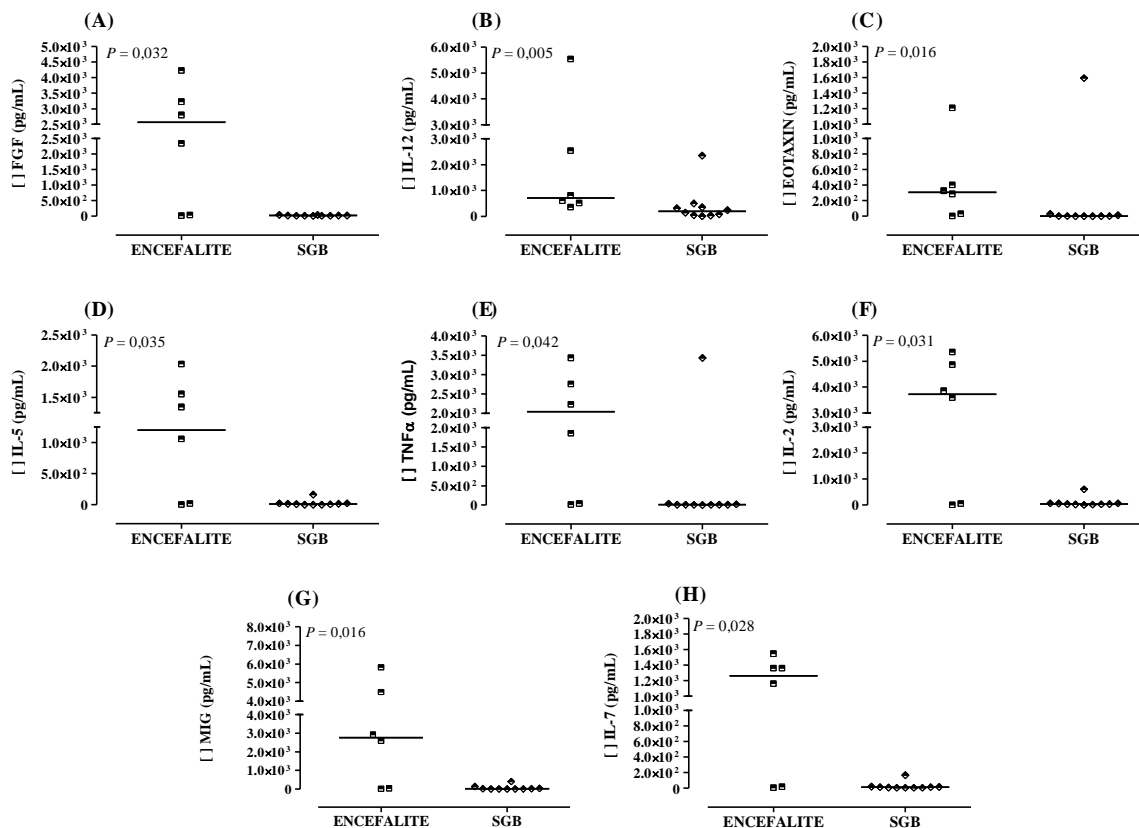 (A)
P = 0,032
[ ] FGF (pg/mL)
5.0×10³
4.5×10³
4.0×10³
3.5×10³
3.0×10³
2.5×10³
2.5×10³
2.0×10³
1.5×10³
1.0×10³
5.0×10²
0
ENCEFALITE
SGB
(B)
P = 0,005
[ ] IL-12 (pg/mL)
6.0×10³
5.0×10³
4.0×10³
3.0×10³
3.0×10³
2.0×10³
1.0×10³
0
ENCEFALITE
SGB
(C)
P = 0,016
[ ] EOTAXIN (pg/mL)
2.0×10³
1.8×10³
1.6×10³
1.4×10³
1.2×10³
1.0×10³
1.0×10³
8.0×10²
6.0×10²
4.0×10²
2.0×10²
0
ENCEFALITE
SGB
(D)
P = 0,035
[ ] IL-5 (pg/mL)
2.5×10³
2.0×10³
1.5×10³
1.0×10³
5.0×10²
0
ENCEFALITE
SGB
(E)
P = 0,042
[ ] TNFα (pg/mL)
4.0×10³
3.5×10³
3.0×10³
2.5×10³
2.0×10³
2.0×10³
1.5×10³
1.0×10³
5.0×10²
0
ENCEFALITE
SGB
(F)
P = 0,031
[ ] IL-2 (pg/mL)
6.0×10³
5.0×10³
4.0×10³
3.0×10³
3.0×10³
2.0×10³
1.0×10³
0
ENCEFALITE
SGB
(G)
P = 0,016
[ ] MIG (pg/mL)
8.0×10³
7.0×10³
6.0×10³
5.0×10³
4.0×10³
4.0×10³
3.0×10³
2.0×10³
1.0×10³
0
ENCEFALITE
SGB
(H)
P = 0,028
[ ] IL-7 (pg/mL)
2.0×10³
1.8×10³
1.6×10³
1.4×10³
1.2×10³
1.0×10³
1.0×10³
8.0×10²
6.0×10²
4.0×10²
2.0×10²
0
ENCEFALITE
SGB